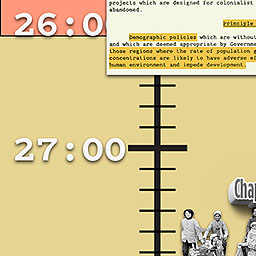 projects which are designed for colonialist
abandoned.
Principle
Demographic policies which are without
and which are deemed appropriate by Governme
those regions where the rate of population g
concentrations are likely to have adverse ef
human environment and impede development.
26:00
27:00
Chap